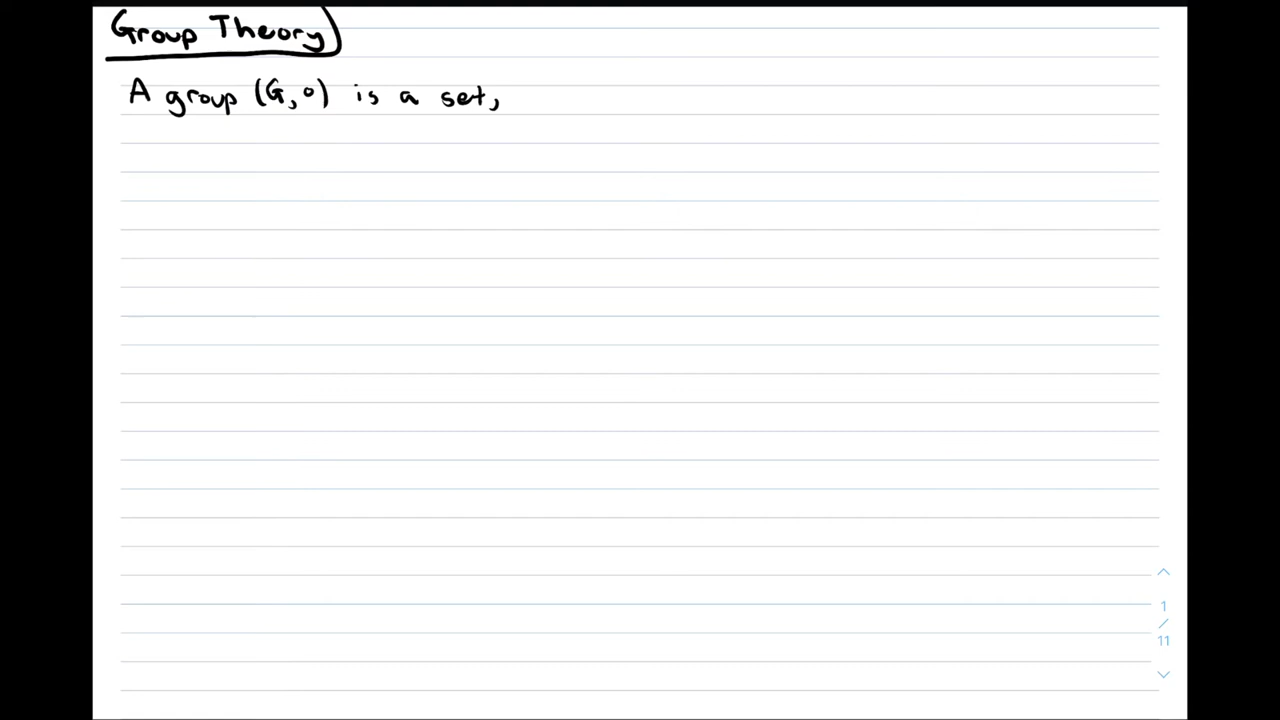 Group Theory
A group (G, ∘) is a set,
1
/
11